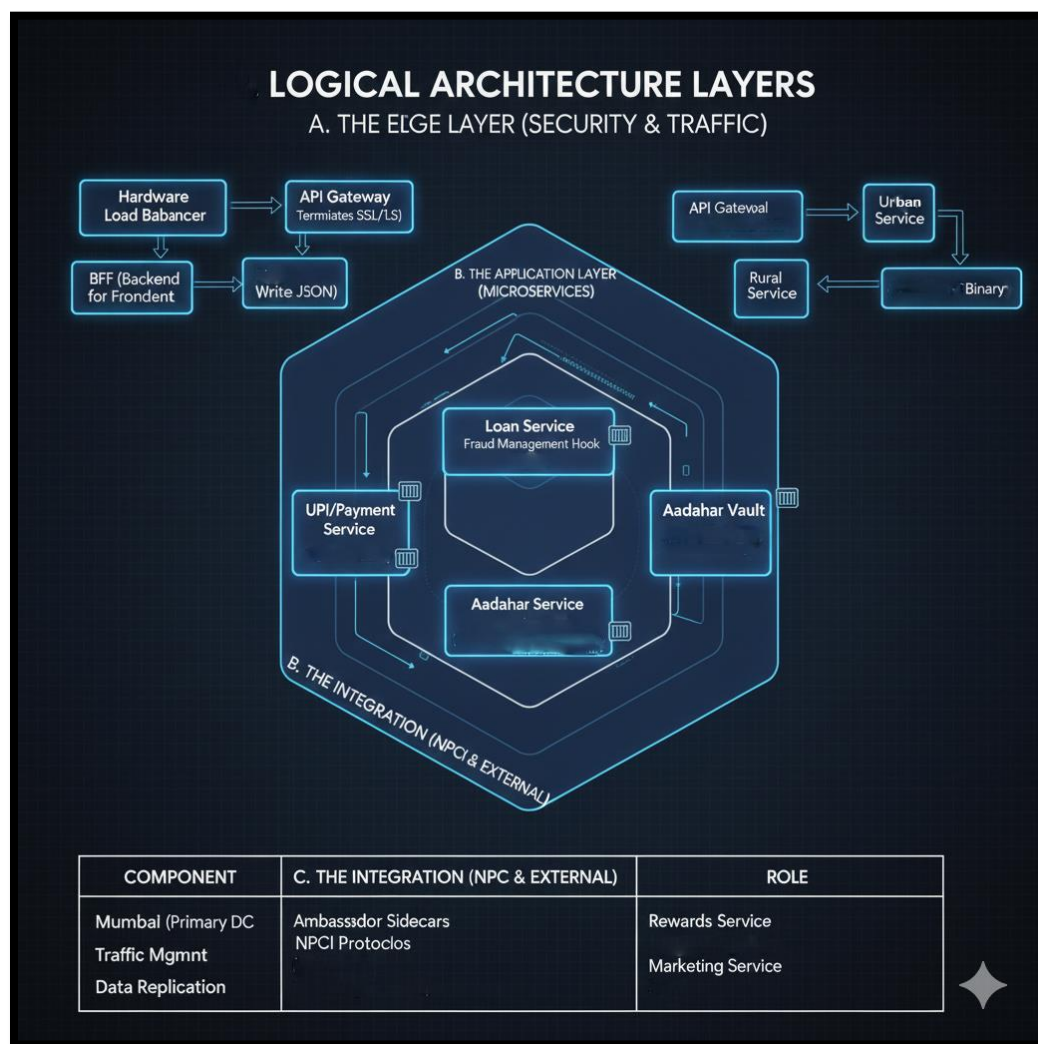 LOGICAL ARCHITECTURE LAYERS
A. THE ELGE LAYER (SECURITY & TRAFFIC)
Hardware
Load Babancer
API Gateway
Termiates SSL/LS)
BFF (Backend
for Frondent
Write JSON)
API Gatevoal
Urban
Service
Rural
Service
Binary
B. THE APPLICATION LAYER
(MICROSERVICES)
Loan Service
Fraud Management Hook
UPI/Payment
Service
Aadahar Vault
Aadahar Service
B. THE INTEGRATION (NPCI & EXTERNAL)
COMPONENT
C. THE INTEGRATION (NPC & EXTERNAL)
ROLE
Mumbal (Primary DC
Traffic Mgmnt
Data Replication
Ambassdor Sidecars
NPCI Protoclos
Rewards Service
Marketing Service